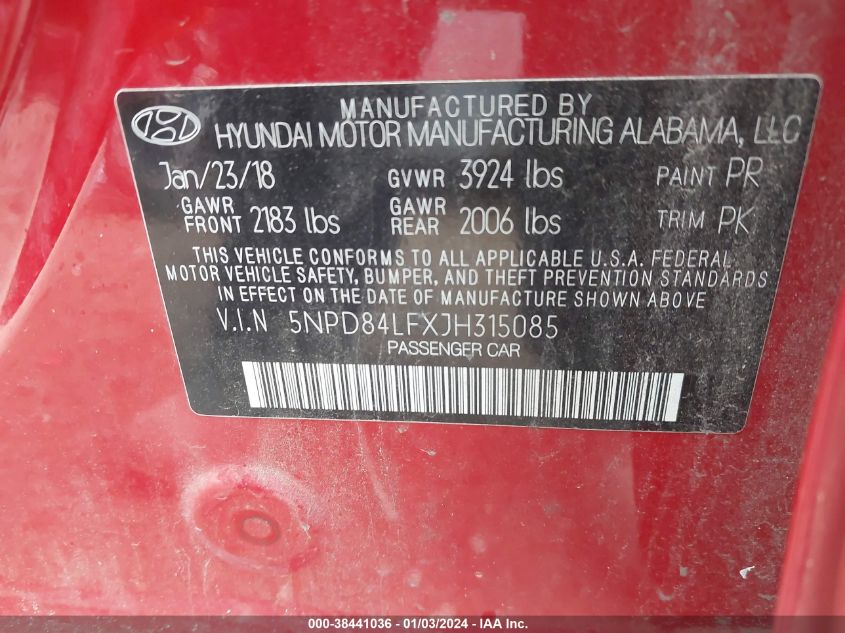 MANUFACTURED BY
HYUNDAI MOTOR MANUFACTURING ALABAMA, LLC
Jan/23/18 GVWR 3924 lbs PAINT PR
GAWR FRONT 2183 lbs GAWR REAR 2006 lbs TRIM PK
THIS VEHICLE CONFORMS TO ALL APPLICABLE U.S.A. FEDERAL
MOTOR VEHICLE SAFETY, BUMPER, AND THEFT PREVENTION STANDARDS
IN EFFECT ON THE DATE OF MANUFACTURE SHOWN ABOVE
V.I.N 5NPD84LFXJH315085
PASSENGER CAR
000-38441036 - 01/03/2024 - IAA Inc.